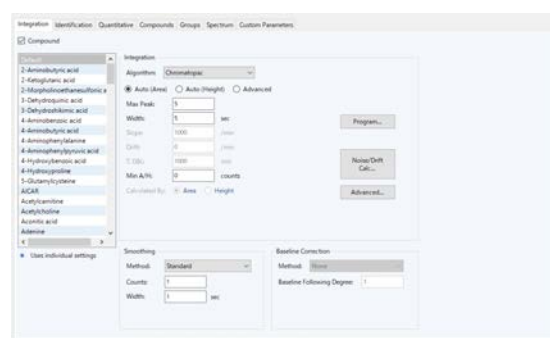 Integration Identification Quantitative Compounds Groups Spectrum Custom Parameters
Compound
Default
2-Aminobutyric acid
2-Ketoglutaric acid
2-Morpholinoethanesulfonic a
3-Dehydroquinic acid
3-Dehydroshikimic acid
4-Aminobenzoic acid
4-Aminobutyric acid
4-Aminophenylalanine
4-Aminophenylpyruvic acid
4-Hydroxybenzoic acid
4-Hydroxyproline
5-Glutamylcysteine
AICAR
Acetylcarnitine
Acetylcholine
Aconitic acid
Adenine
Uses individual settings
Integration
Algorithm: Chromatopac
Auto (Area) Auto (Height) Advanced
Max Peak: 5
Width: 5 sec
Slope: 1000 /min
Drift: 0 /min
T.DBL: 1000 min
Min A/H: 0 counts
Calculated By: Area Height
Program...
Noise/Drift
Calc...
Advanced...
Smoothing
Method: Standard
Counts: 1
Width: 1 sec
Baseline Correction
Method: None
Baseline Following Degree: 1